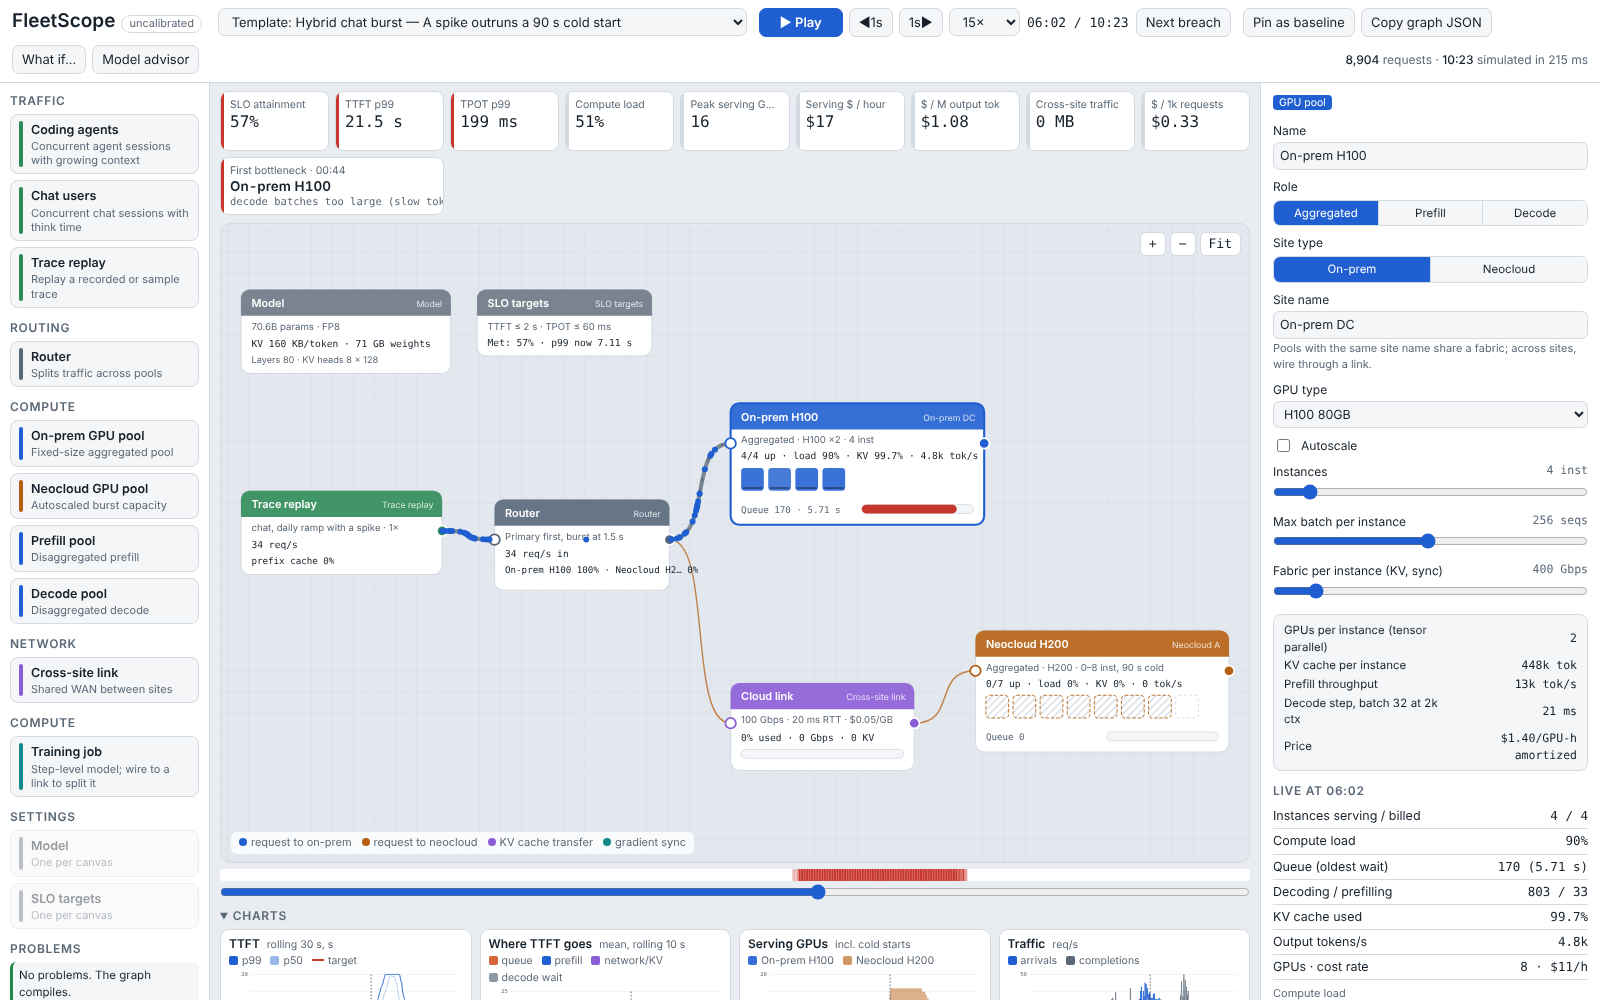 FleetScope uncalibrated
Template: Hybrid chat burst — A spike outruns a 90 s cold start
▶ Play
◀1s
1s▶
15×
06:02 / 10:23
Next breach
Pin as baseline
Copy graph JSON
What if...
Model advisor
8,904 requests · 10:23 simulated in 215 ms
TRAFFIC
Coding agents
Concurrent agent sessions
with growing context
Chat users
Concurrent chat sessions with
think time
Trace replay
Replay a recorded or sample
trace
ROUTING
Router
Splits traffic across pools
COMPUTE
On-prem GPU pool
Fixed-size aggregated pool
Neocloud GPU pool
Autoscaled burst capacity
Prefill pool
Disaggregated prefill
Decode pool
Disaggregated decode
NETWORK
Cross-site link
Shared WAN between sites
COMPUTE
Training job
Step-level model; wire to a
link to split it
SETTINGS
Model
One per canvas
SLO targets
One per canvas
PROBLEMS
No problems. The graph
compiles.
SLO attainment
57%
TTFT p99
21.5 s
TPOT p99
199 ms
Compute load
51%
Peak serving G...
16
Serving $ / hour
$17
$ / M output tok
$1.08
Cross-site traffic
0 MB
$ / 1k requests
$0.33
First bottleneck · 00:44
On-prem H100
decode batches too large (slow tok
+
−
Fit
Model Model
70.6B params · FP8
KV 160 KB/token · 71 GB weights
Layers 80 · KV heads 8 × 128
SLO targets SLO targets
TTFT ≤ 2 s · TPOT ≤ 60 ms
Met: 57% · p99 now 7.11 s
On-prem H100 On-prem DC
Aggregated · H100 ×2 · 4 inst
4/4 up · load 90% · KV 99.7% · 4.8k tok/s
Queue 170 · 5.71 s
Trace replay Trace replay
chat, daily ramp with a spike · 1×
34 req/s
prefix cache 0%
Router Router
Primary first, burst at 1.5 s
34 req/s in
On-prem H100 100% · Neocloud H2… 0%
Neocloud H200 Neocloud A
Aggregated · H200 · 0–8 inst, 90 s cold
0/7 up · load 0% · KV 0% · 0 tok/s
Queue 0
Cloud link Cross-site link
100 Gbps · 20 ms RTT · $0.05/GB
0% used · 0 Gbps · 0 KV
request to on-prem
request to neocloud
KV cache transfer
gradient sync
▼ CHARTS
TTFT rolling 30 s, s
p99 p50 target
20
Where TTFT goes mean, rolling 10 s
queue prefill network/KV
decode wait
25
Serving GPUs incl. cold starts
On-prem H100 Neocloud H200
20
Traffic req/s
arrivals completions
50
GPU pool
Name
On-prem H100
Role
Aggregated Prefill Decode
Site type
On-prem Neocloud
Site name
On-prem DC
Pools with the same site name share a fabric; across sites,
wire through a link.
GPU type
H100 80GB
Autoscale
Instances 4 inst
Max batch per instance 256 seqs
Fabric per instance (KV, sync) 400 Gbps
GPUs per instance (tensor
parallel) 2
KV cache per instance 448k tok
Prefill throughput 13k tok/s
Decode step, batch 32 at 2k
ctx 21 ms
Price $1.40/GPU-h
amortized
LIVE AT 06:02
Instances serving / billed 4 / 4
Compute load 90%
Queue (oldest wait) 170 (5.71 s)
Decoding / prefilling 803 / 33
KV cache used 99.7%
Output tokens/s 4.8k
GPUs · cost rate 8 · $11/h
Compute load